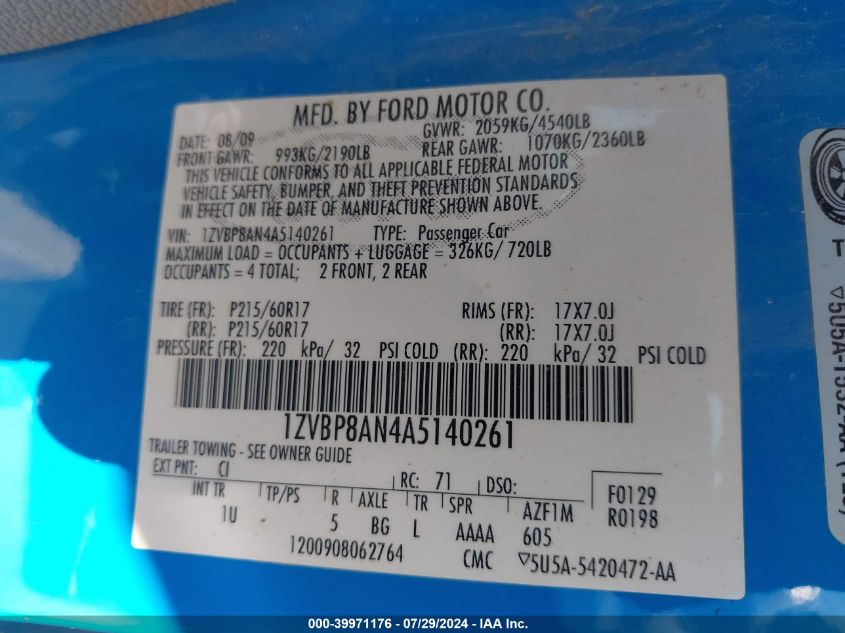 MFD. BY FORD MOTOR CO.
DATE: 08/09 GVWR: 2059KG/4540LB
FRONT GAWR: 993KG/2190LB REAR GAWR: 1070KG/2360LB
THIS VEHICLE CONFORMS TO ALL APPLICABLE FEDERAL MOTOR
VEHICLE SAFETY, BUMPER, AND THEFT PREVENTION STANDARDS
IN EFFECT ON THE DATE OF MANUFACTURE SHOWN ABOVE.
VIN: 1ZVBP8AN4A5140261 TYPE: Passenger Car
MAXIMUM LOAD = OCCUPANTS + LUGGAGE = 326KG/ 720LB
OCCUPANTS = 4 TOTAL; 2 FRONT, 2 REAR
TIRE (FR): P215/60R17 RIMS (FR): 17X7.0J
(RR): P215/60R17 (RR): 17X7.0J
PRESSURE (FR): 220 kPa/ 32 PSI COLD (RR): 220 kPa/ 32 PSI COLD
1ZVBP8AN4A5140261
TRAILER TOWING - SEE OWNER GUIDE
EXT PNT: CI RC: 71 DSO: F0129
INT TR TP/PS R AXLE TR SPR AZF1M R0198
1U 5 BG L AAAA 605
1200908062764 CMC ▽5U5A-5420472-AA
000-39971176 - 07/29/2024 - IAA Inc.